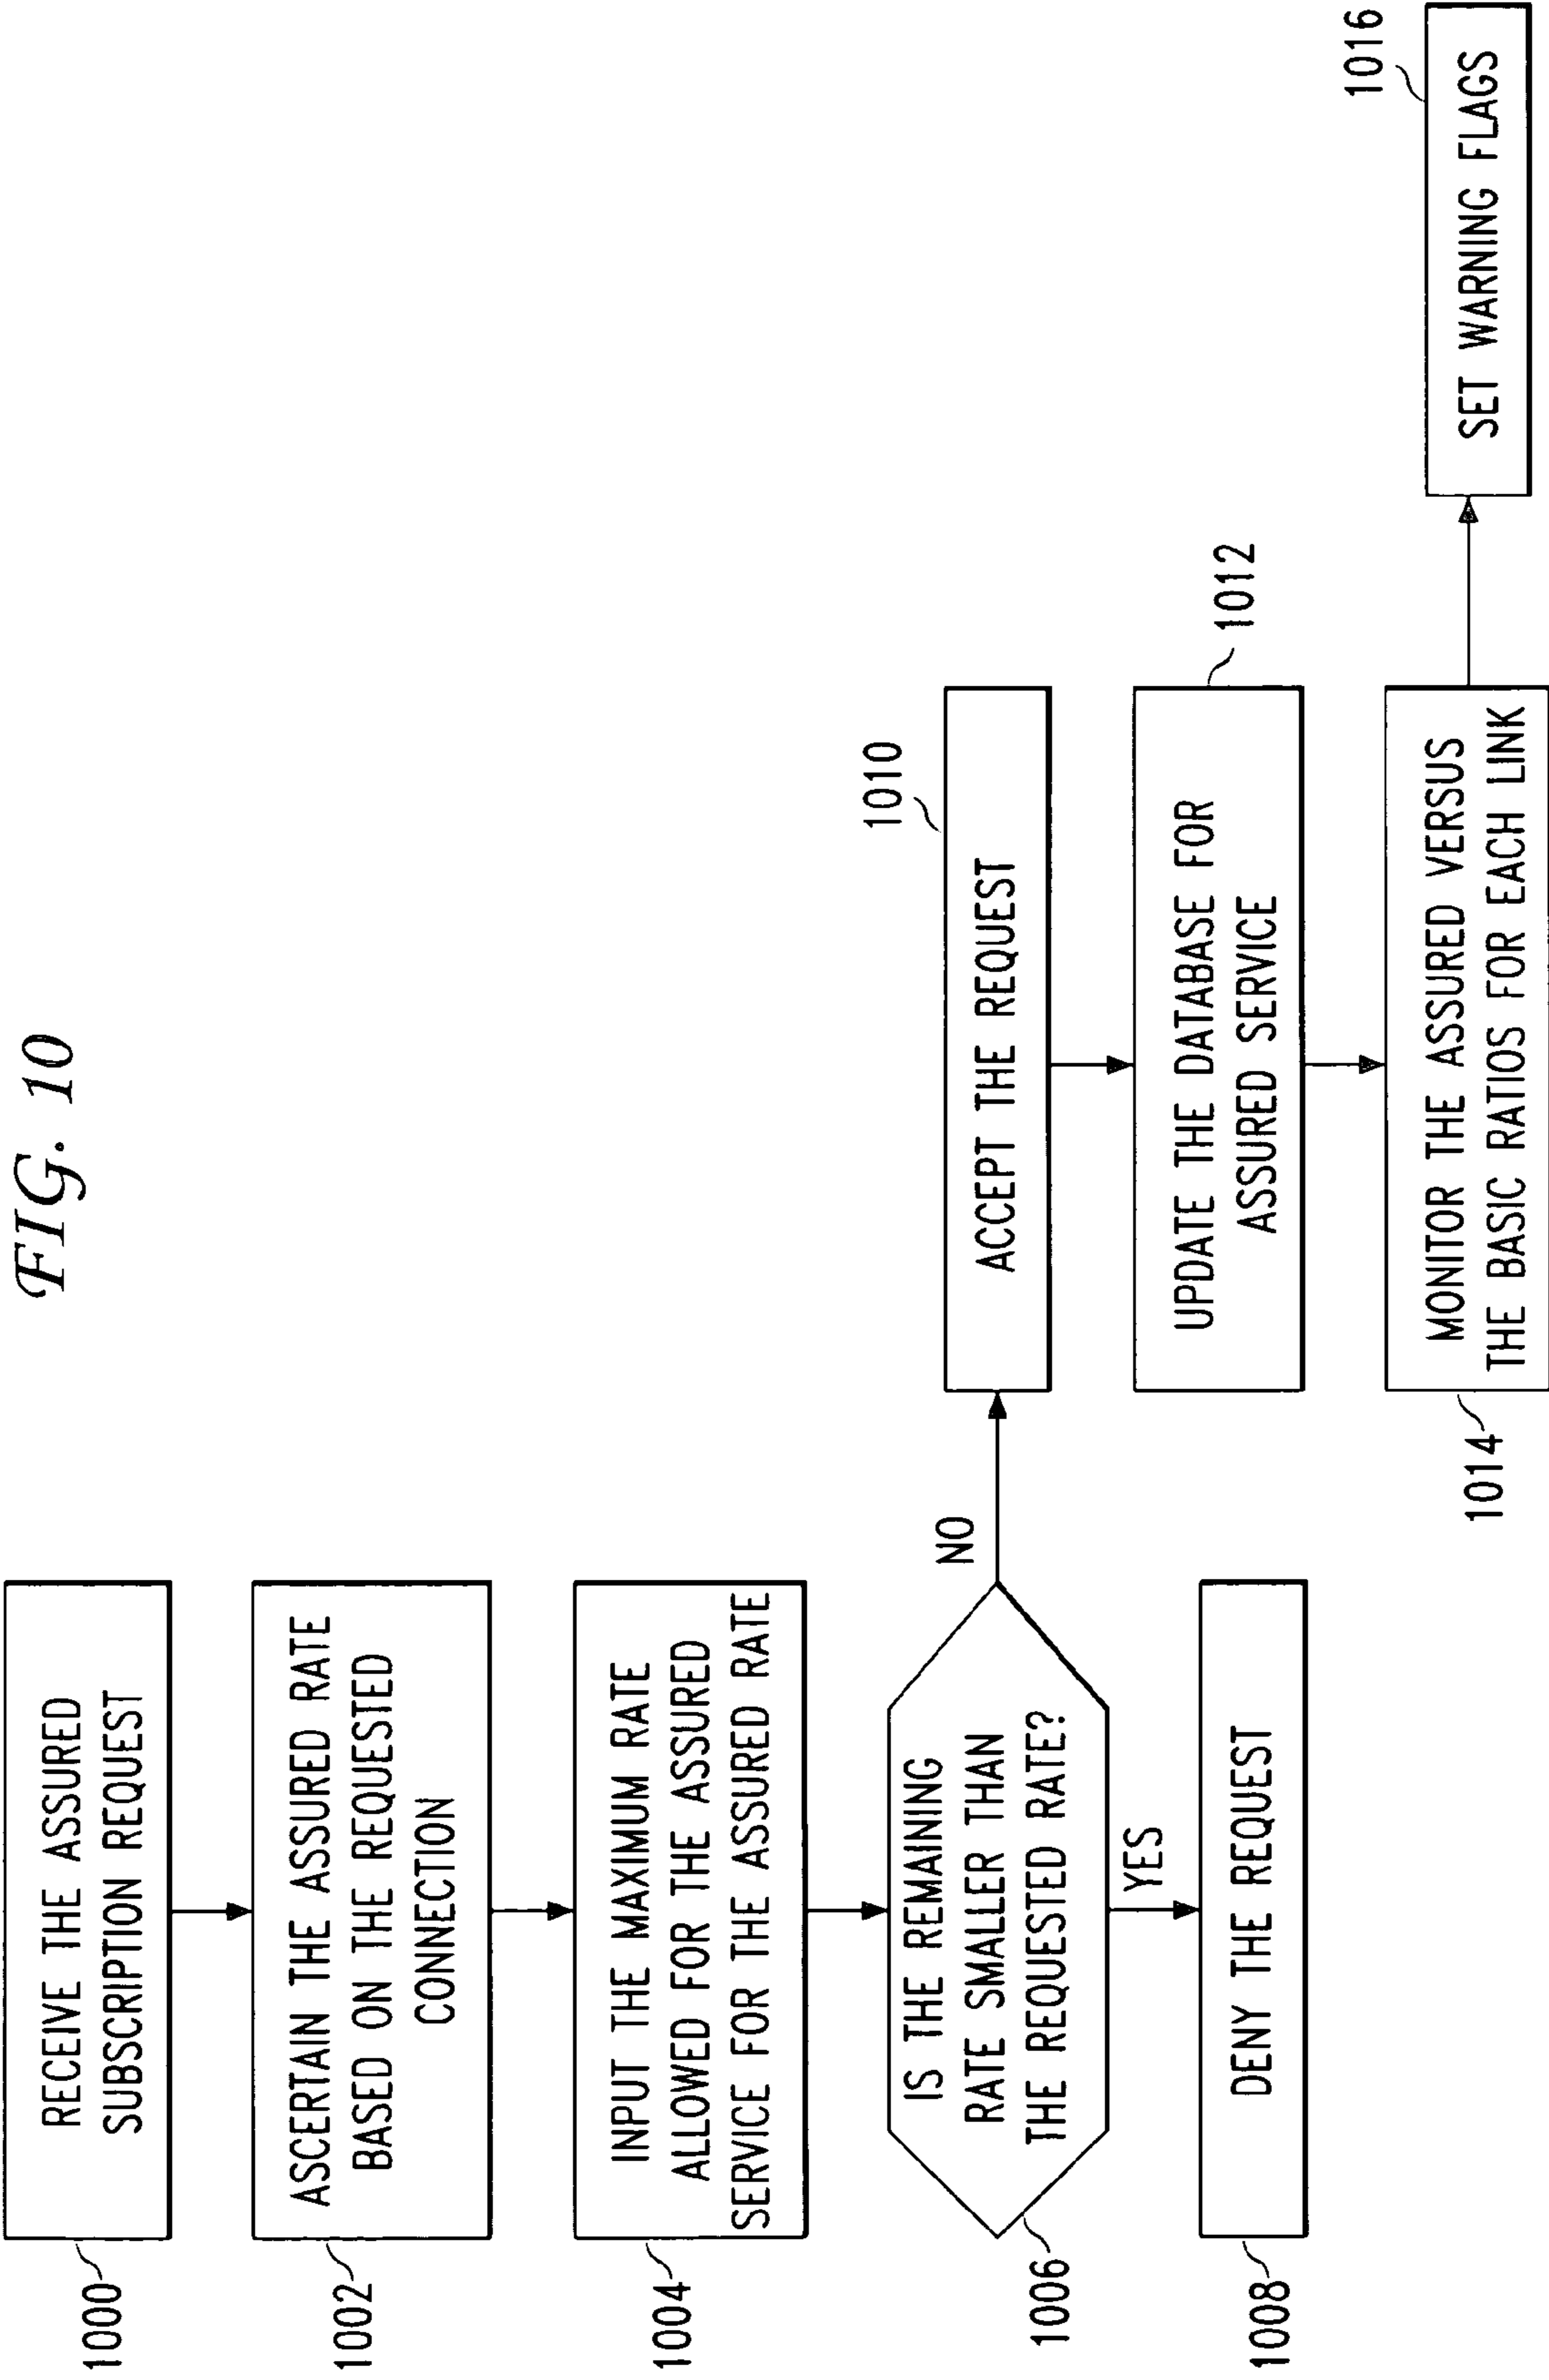 FIG. 10
1000
RECEIVE THE ASSURED
SUBSCRIPTION REQUEST
1002
ASCERTAIN THE ASSURED RATE
BASED ON THE REQUESTED
CONNECTION
1004
INPUT THE MAXIMUM RATE
ALLOWED FOR THE ASSURED
SERVICE FOR THE ASSURED RATE
1006
IS THE REMAINING
RATE SMALLER THAN
THE REQUESTED RATE?
NO
YES
1008
DENY THE REQUEST
1010
ACCEPT THE REQUEST
1012
UPDATE THE DATABASE FOR
ASSURED SERVICE
1014
MONITOR THE ASSURED VERSUS
THE BASIC RATIOS FOR EACH LINK
1016
SET WARNING FLAGS